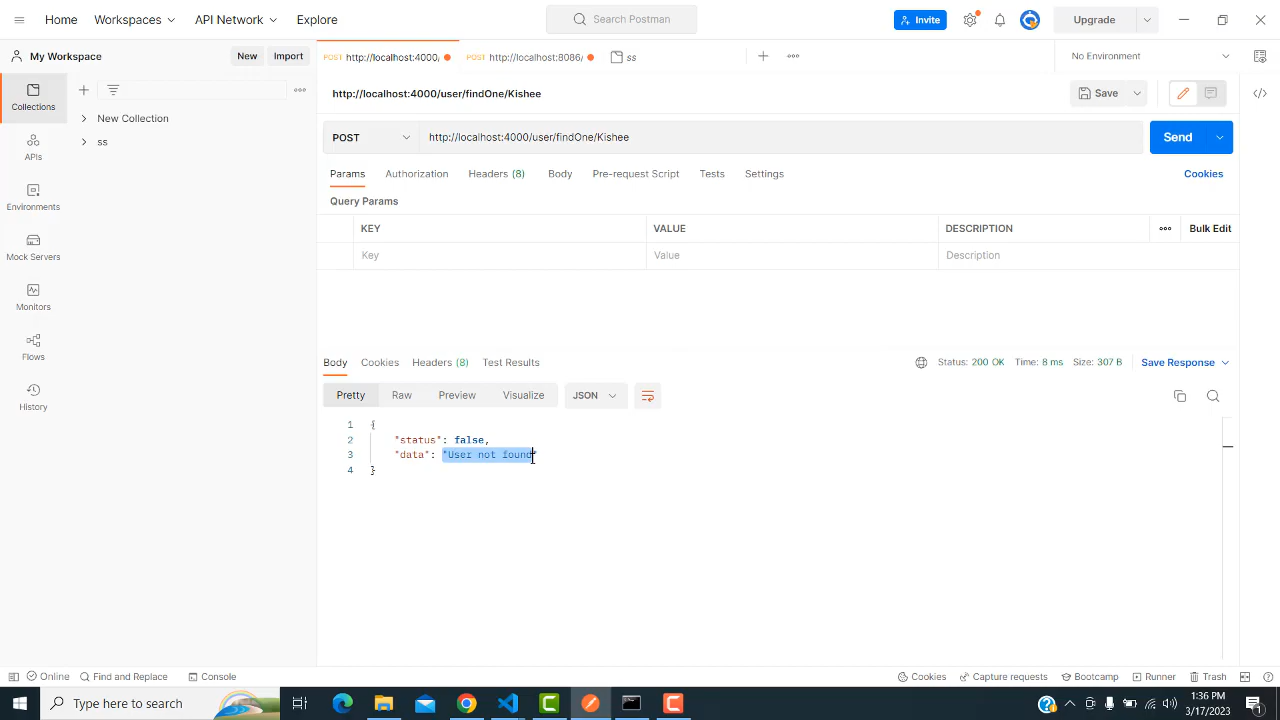 Home Workspaces API Network Explore Search Postman Invite Upgrade
My Workspace New Import POST http://localhost:4000/ POST http://localhost:8086/ ss No Environment
Collections
APIs
Environments
Mock Servers
Monitors
Flows
History
New Collection
ss
http://localhost:4000/user/findOne/Kishee Save
POST http://localhost:4000/user/findOne/Kishee Send
Params Authorization Headers (8) Body Pre-request Script Tests Settings Cookies
Query Params
KEY VALUE DESCRIPTION Bulk Edit
Key Value Description
Body Cookies Headers (8) Test Results Status: 200 OK Time: 8 ms Size: 307 B Save Response
Pretty Raw Preview Visualize JSON
1 {
2 "status": false,
3 "data": "User not found"
4 }
Online Find and Replace Console Cookies Capture requests Bootcamp Runner Trash
Type here to search 1:36 PM
3/17/2023